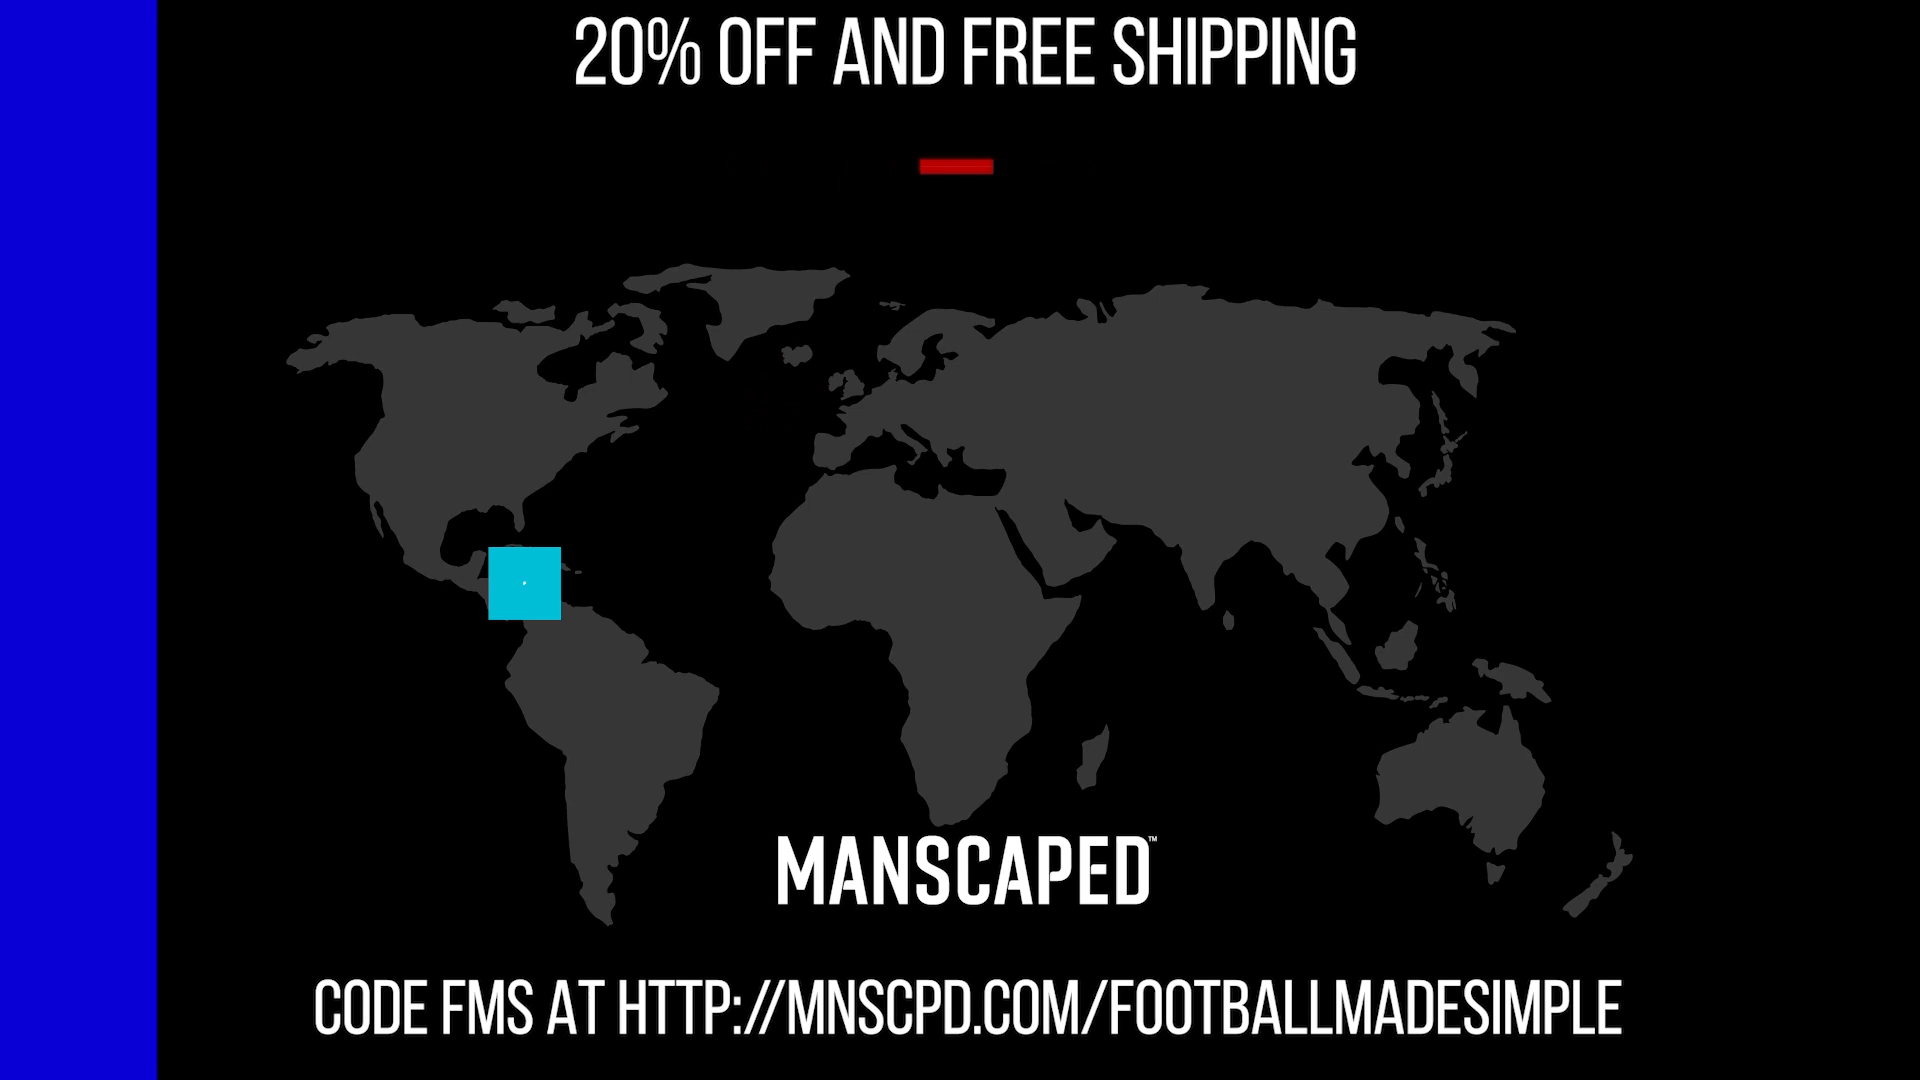 20% OFF AND FREE SHIPPING
MANSCAPED™
CODE FMS AT HTTP://MNSCPD.COM/FOOTBALLMADESIMPLE